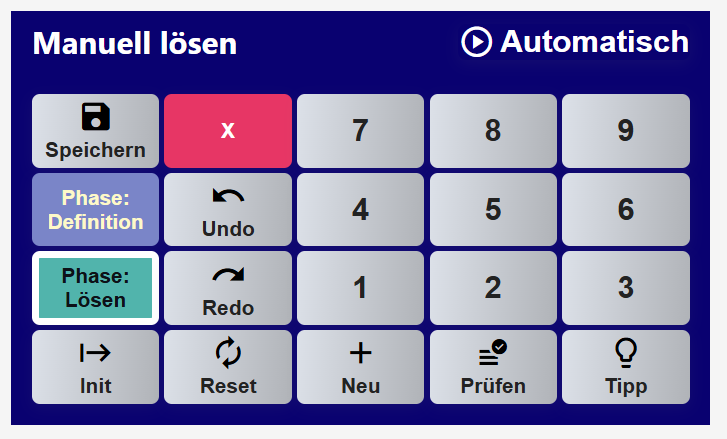 Manuell lösen
Automatisch
Speichern
x
7
8
9
Phase:
Definition
Undo
4
5
6
Phase:
Lösen
Redo
1
2
3
Init
Reset
Neu
Prüfen
Tipp